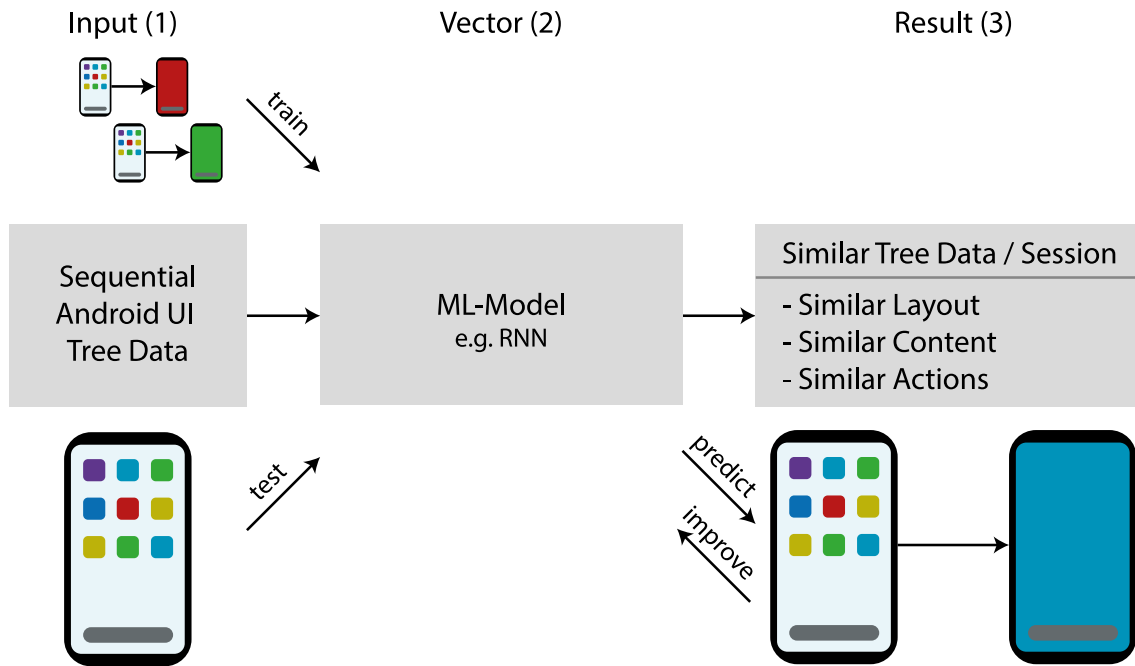 Input (1)
Vector (2)
Result (3)
train
Sequential
Android UI
Tree Data
ML-Model
e.g. RNN
Similar Tree Data / Session
- Similar Layout
- Similar Content
- Similar Actions
test
predict
improve